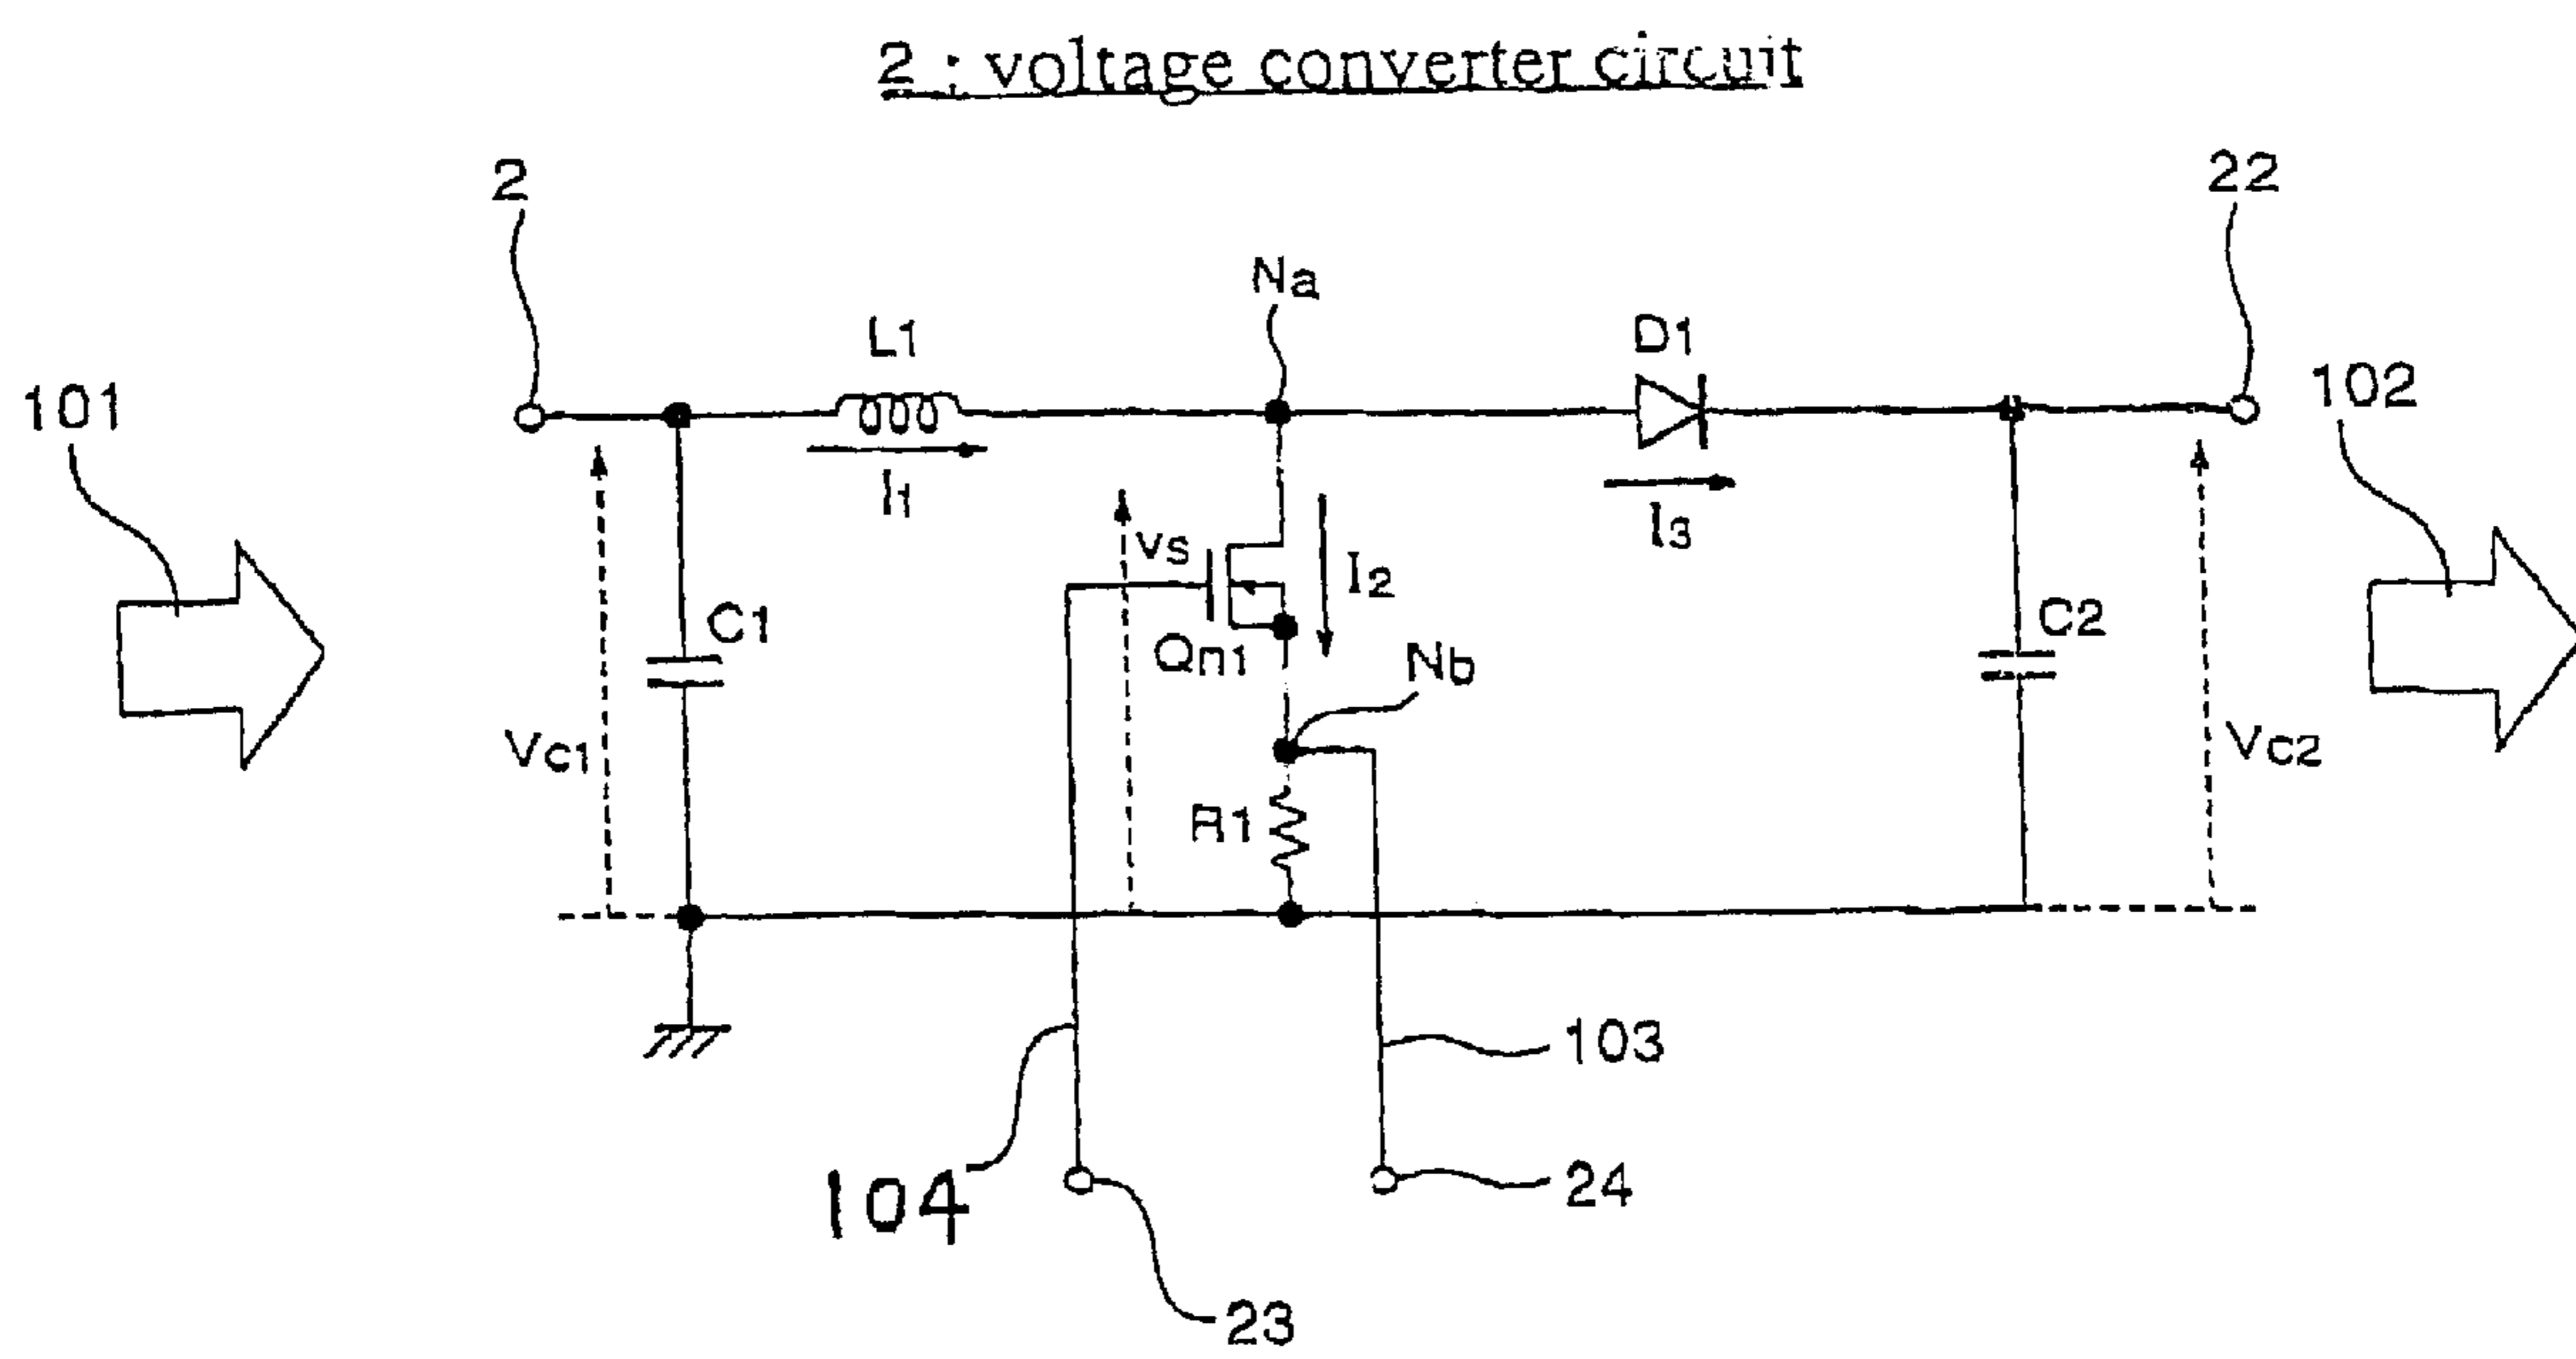 2 : voltage converter circuit
2
22
Na
L1
D1
101
102
I1
vs
I3
I2
C1
C2
Qn1
Nb
Vc1
Vc2
R1
103
104
24
23